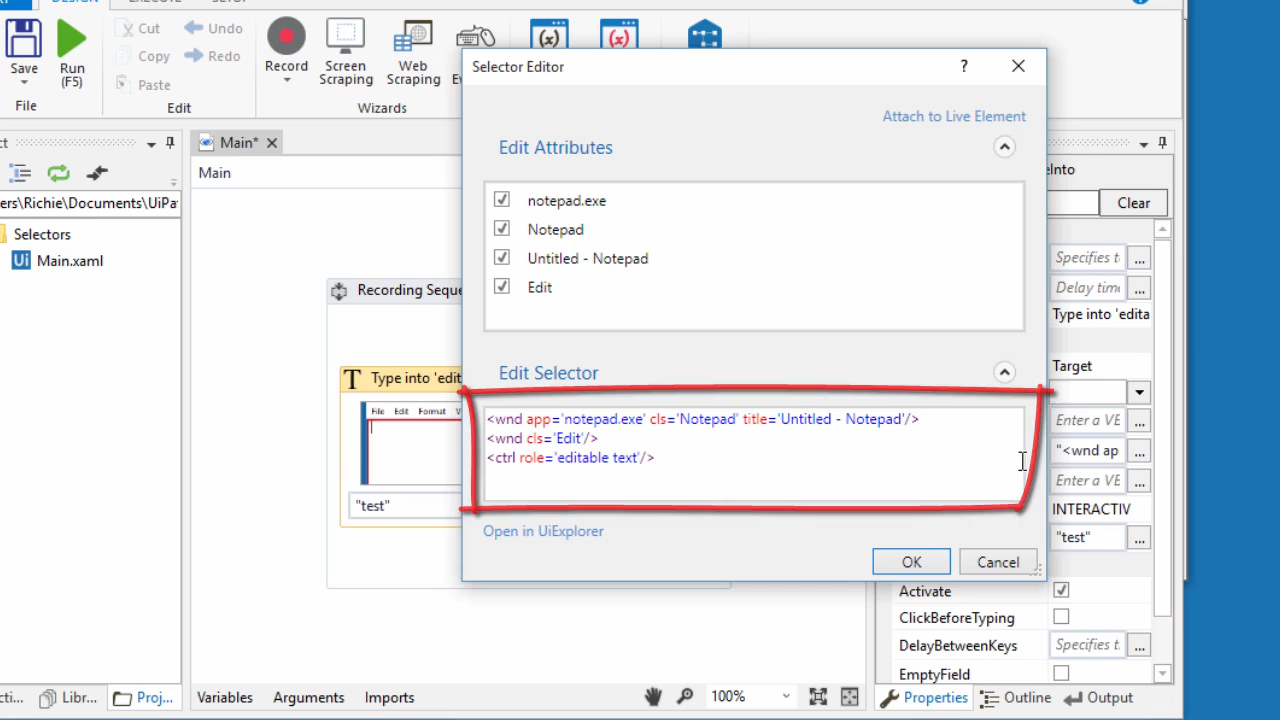 DESIGN
EXECUTE
SETUP
Save
Run
(F5)
File
Cut
Copy
Paste
Undo
Redo
Edit
Record
Screen
Scraping
Web
Scraping
Wizards
(x)
(x)
Selector Editor
?
Attach to Live Element
Edit Attributes
notepad.exe
Notepad
Untitled - Notepad
Edit
Edit Selector
<wnd app='notepad.exe' cls='Notepad' title='Untitled - Notepad'/>
<wnd cls='Edit'/>
<ctrl role='editable text'/>
Open in UiExplorer
OK
Cancel
Main*
Main
ers\Richie\Documents\UiPa
Selectors
Ui Main.xaml
Recording Seque
T Type into 'edit
File Edit Format V
"test"
eInto
Clear
Specifies t
...
Delay time
...
Type into 'edita
Target
Enter a VE
...
"<wnd ap
...
Enter a VE
...
INTERACTIV
"test"
...
Activate
ClickBeforeTyping
DelayBetweenKeys
Specifies t
...
EmptyField
cti...
Libr...
Proj...
Variables
Arguments
Imports
100%
Properties
Outline
Output